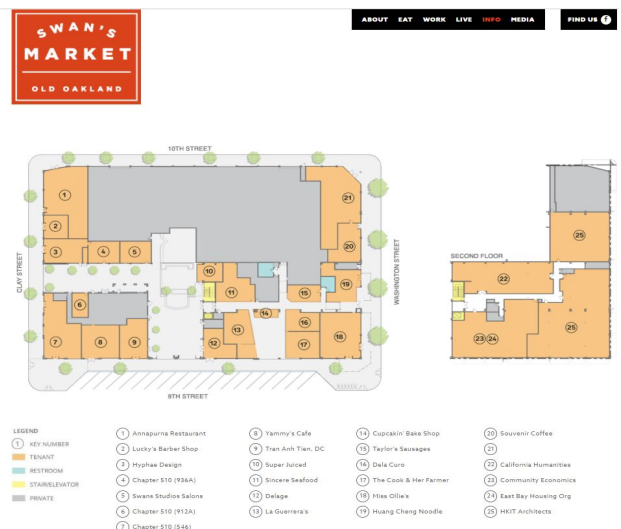 SWAN'S
MARKET
OLD OAKLAND
ABOUT EAT WORK LIVE INFO MEDIA
FIND US f
10TH STREET
CLAY STREET
WASHINGTON STREET
9TH STREET
1
2
3
4
5
6
7
8
9
10
11
12
13
14
15
16
17
18
19
20
21
SECOND FLOOR
22
23 24
25
25
LEGEND
1 KEY NUMBER
TENANT
RESTROOM
STAIR/ELEVATOR
PRIVATE
1 Annapurna Restaurant
2 Lucky's Barber Shop
3 Hyphae Design
4 Chapter 510 (936A)
5 Swans Studios Salons
6 Chapter 510 (912A)
7 Chapter 510 (546)
8 Yammy's Cafe
9 Tran Anh Tien, DC
10 Super Juiced
11 Sincere Seafood
12 Delage
13 La Guerrera's
14 Cupcakin' Bake Shop
15 Taylor's Sausages
16 Dela Curo
17 The Cook & Her Farmer
18 Miss Ollie's
19 Huang Cheng Noodle
20 Souvenir Coffee
21
22 California Humanities
23 Community Economics
24 East Bay Housing Org
25 HKIT Architects